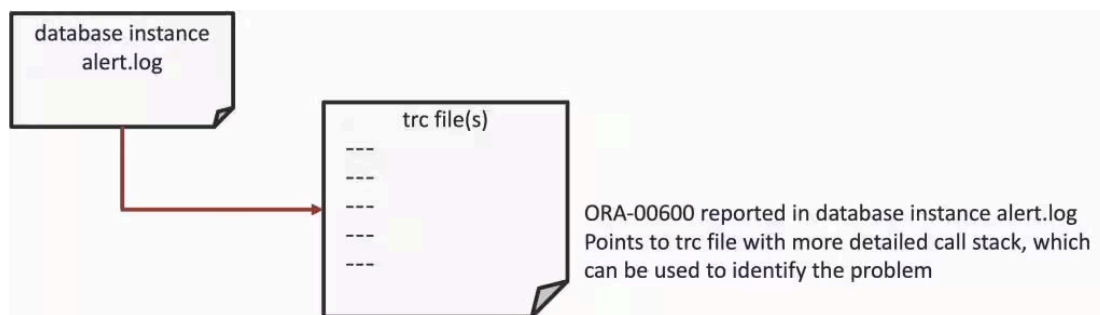 database instance
alert.log
trc file(s)
---
---
---
---
---
ORA-00600 reported in database instance alert.log
Points to trc file with more detailed call stack, which
can be used to identify the problem